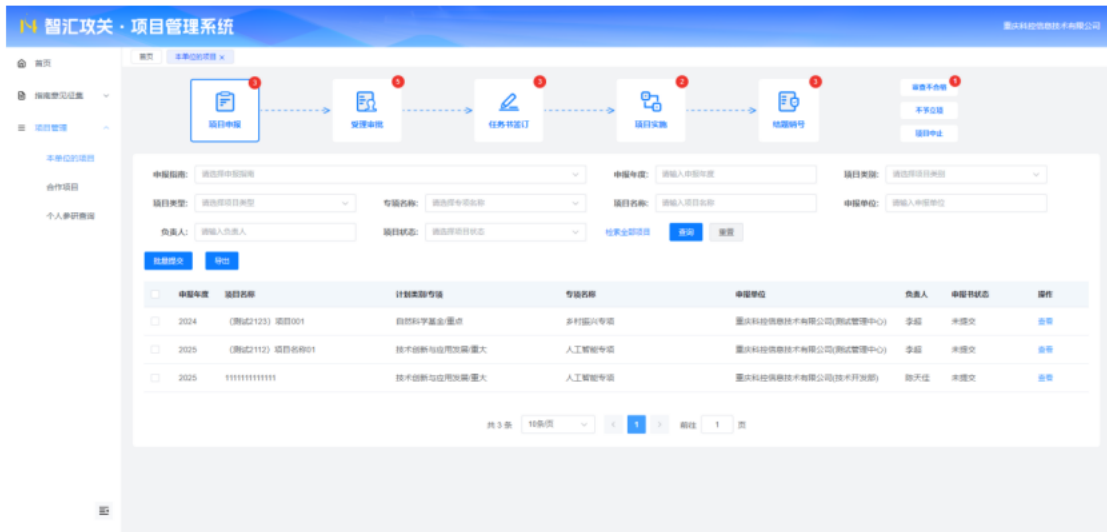 智汇攻关 · 项目管理系统
重庆科控信息技术有限公司
首页
本单位的项目 ×
首页
指南意见征集
项目管理
本单位的项目
合作项目
个人参研查询
3
项目申报
5
受理审批
3
任务书签订
2
项目实施
3
结题销号
审查不合格
不予立项
项目中止
申报指南: 请选择申报指南
申报年度: 请输入申报年度
项目类别: 请选择项目类别
项目类型: 请选择项目类型
专项名称: 请选择专项名称
项目名称: 请输入项目名称
申报单位: 请输入申报单位
负责人: 请输入负责人
项目状态: 请选择项目状态
检索全部项目
查询
重置
批量提交
导出
申报年度 项目名称 计划类别/专项 专项名称 申报单位 负责人 申报书状态 操作
2024 (测试2123) 项目001 自然科学基金/重点 乡村振兴专项 重庆科控信息技术有限公司(测试管理中心) 李超 未提交 查看
2025 (测试2112) 项目名称01 技术创新与应用发展/重大 人工智能专项 重庆科控信息技术有限公司(测试管理中心) 李超 未提交 查看
2025 1111111111111 技术创新与应用发展/重大 人工智能专项 重庆科控信息技术有限公司(技术开发部) 陈天佳 未提交 查看
共 3 条 10条/页 < 1 > 前往 1 页